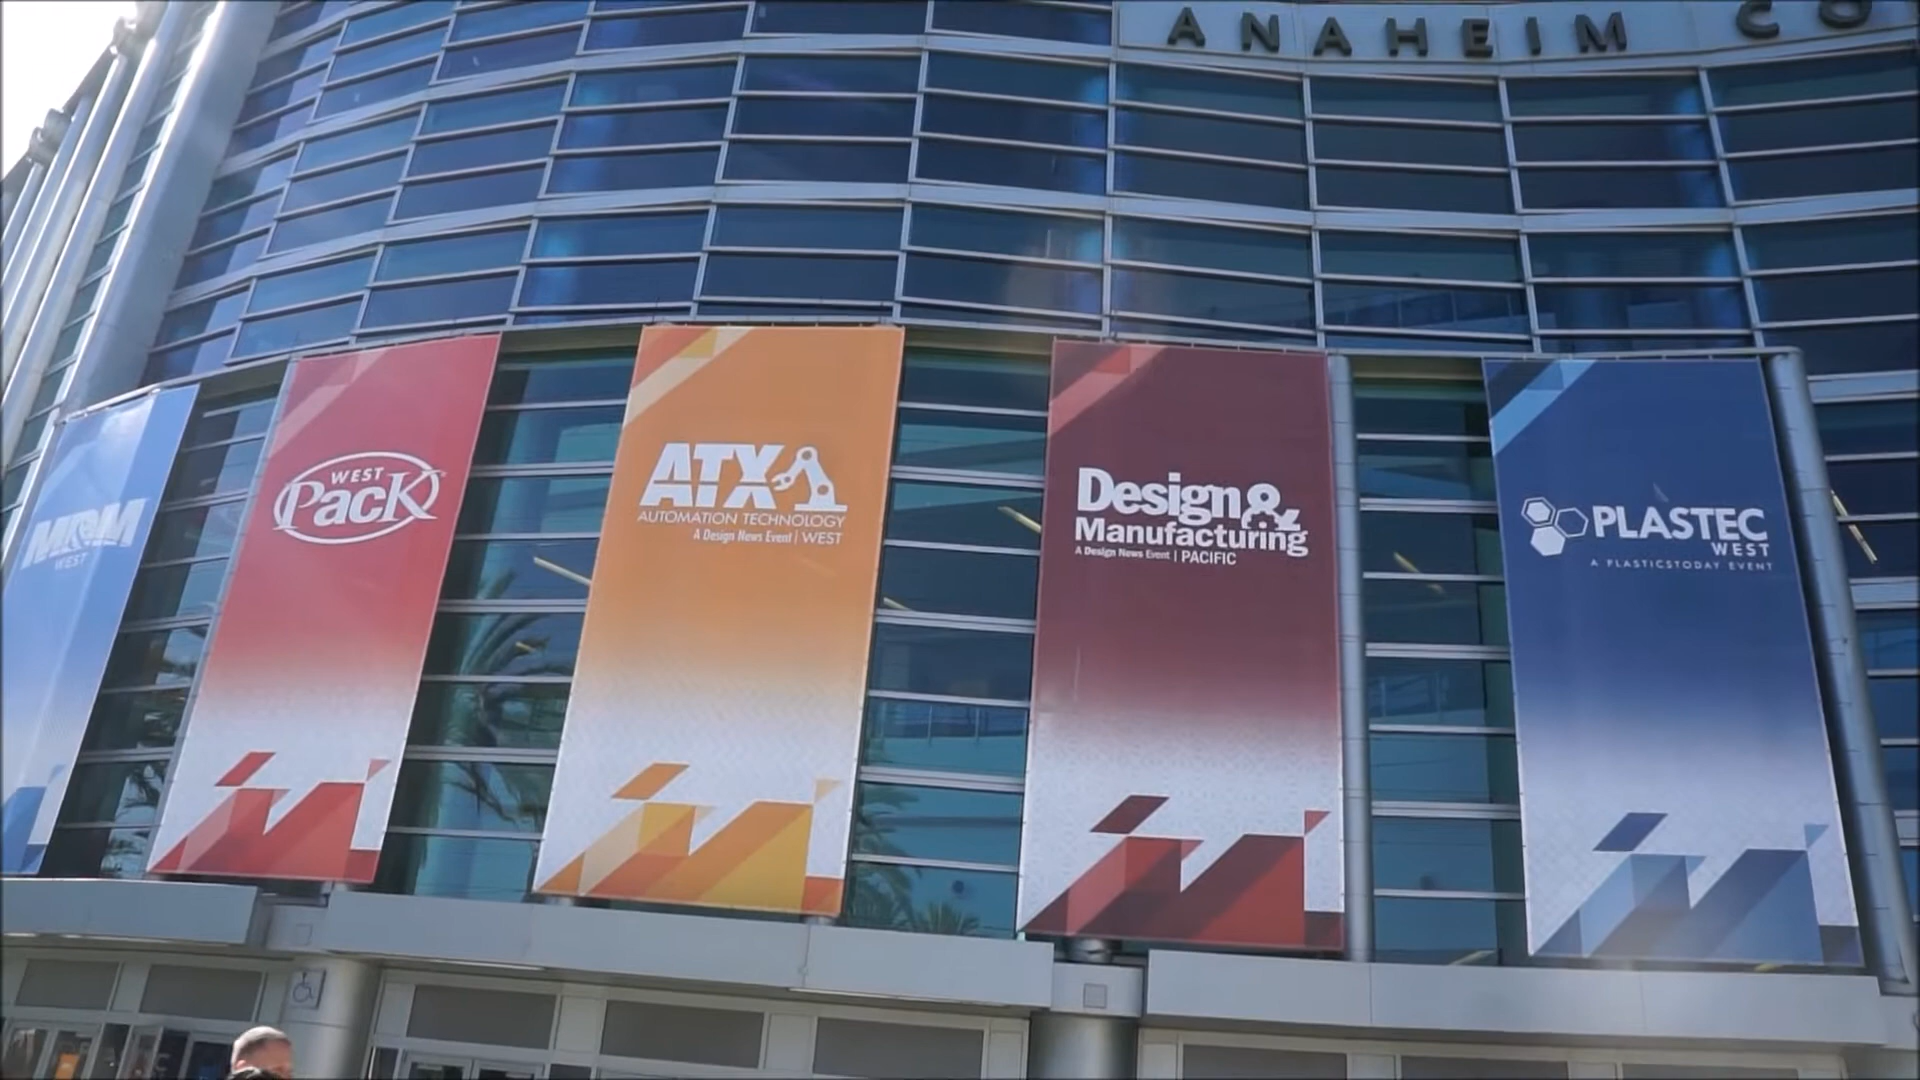 ANAHEIM CO
MD&M
WEST
WEST
PacK
ATX
AUTOMATION TECHNOLOGY
A Design News Event | WEST
Design &
Manufacturing
A Design News Event | PACIFIC
PLASTEC
WEST
A PLASTICSTODAY EVENT